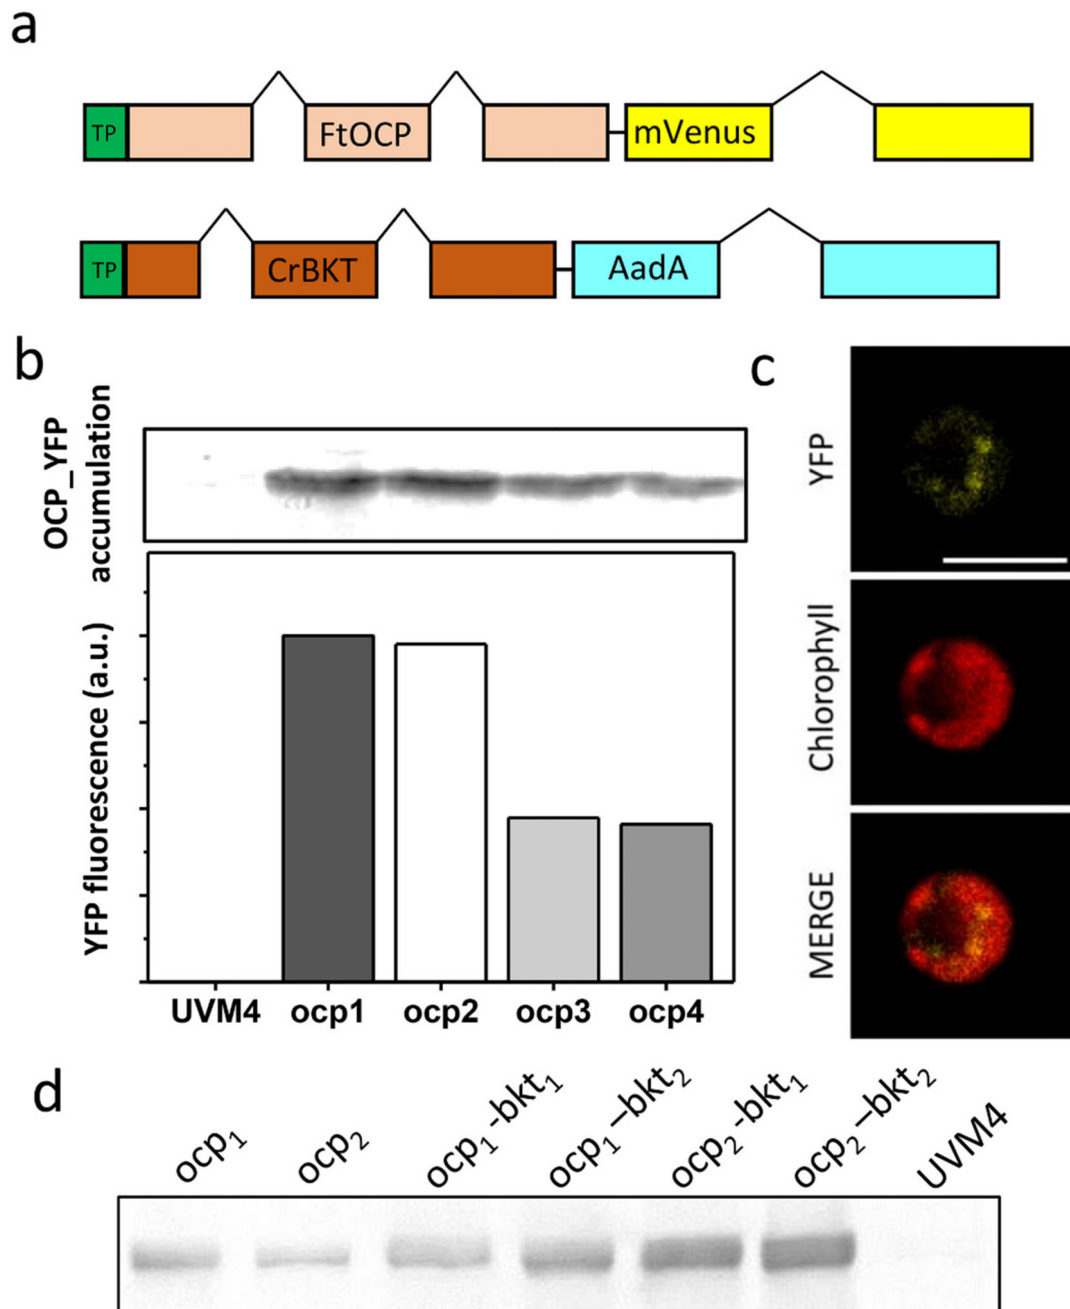 a
TP FtOCP mVenus
TP CrBKT AadA
b
OCP_YFP
accumulation
YFP fluorescence (a.u.)
UVM4 ocp1 ocp2 ocp3 ocp4
c
YFP
Chlorophyll
MERGE
d
ocp₁ ocp₂ ocp₁-bkt₁ ocp₁–bkt₂ ocp₂-bkt₁ ocp₂–bkt₂ UVM4